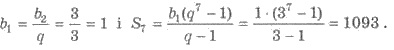 b₁ = b₂/q = 3/3 = 1 і S₇ = b₁(q⁷ − 1)/(q − 1) = 1 · (3⁷ − 1)/(3 − 1) = 1093 .